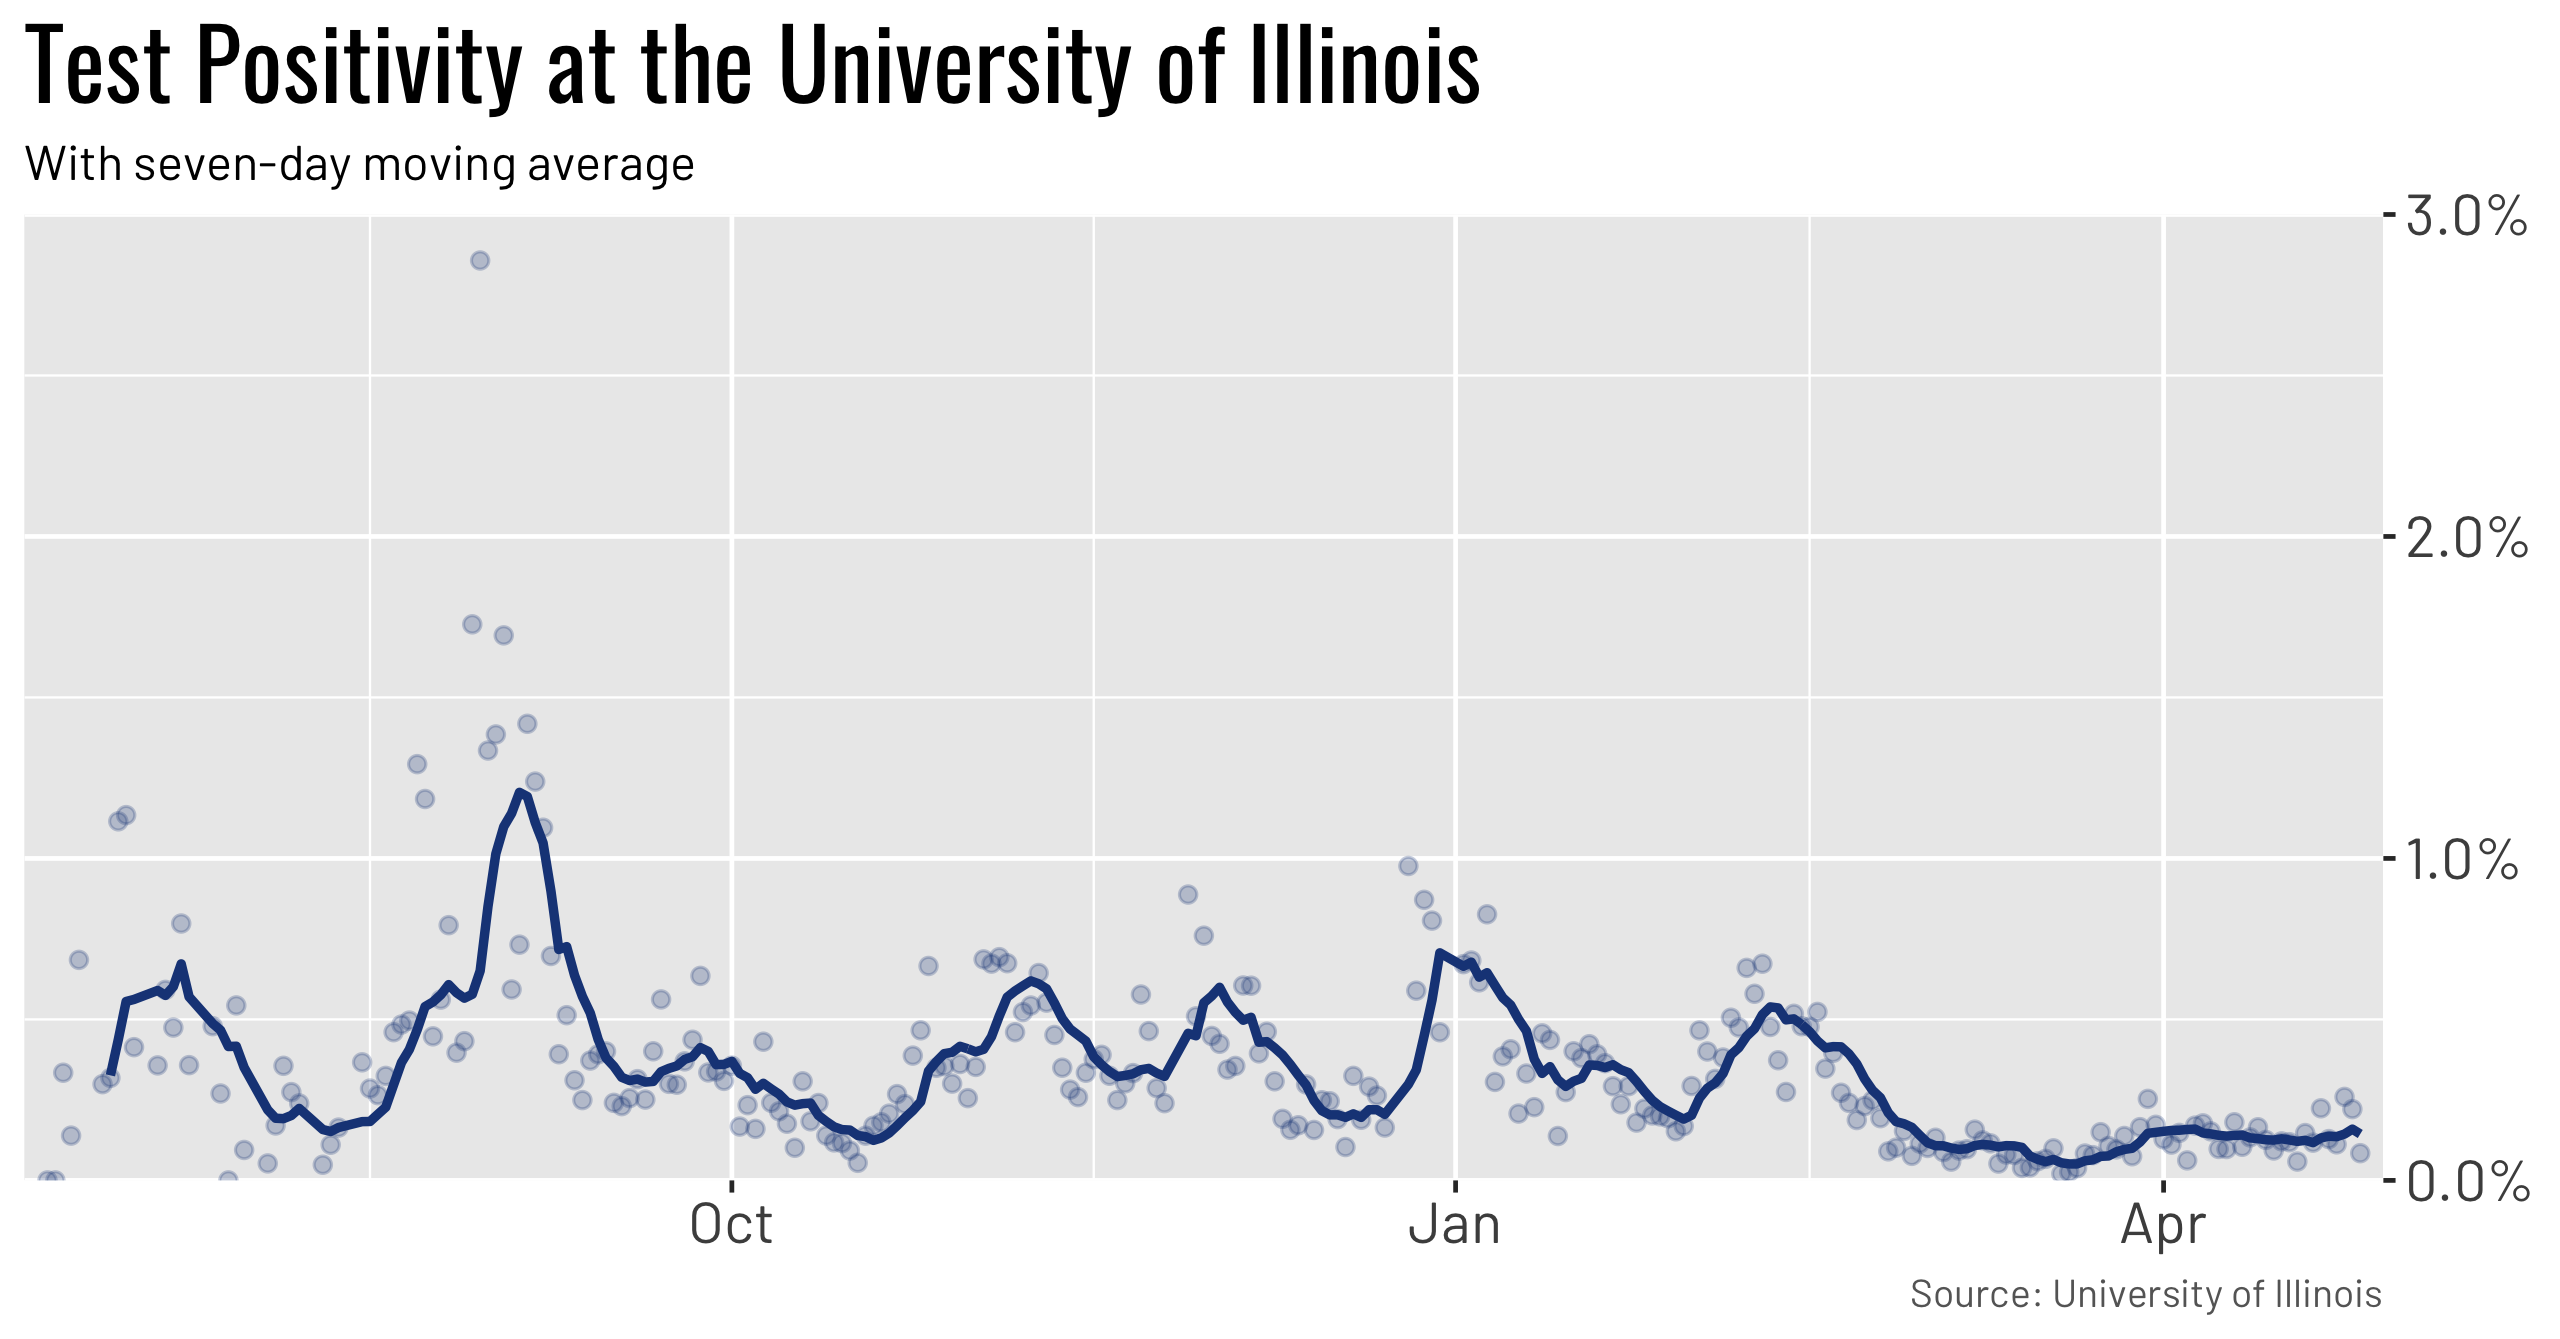 Test Positivity at the University of Illinois
With seven-day moving average
3.0%
2.0%
1.0%
0.0%
Oct Jan Apr
Source: University of Illinois